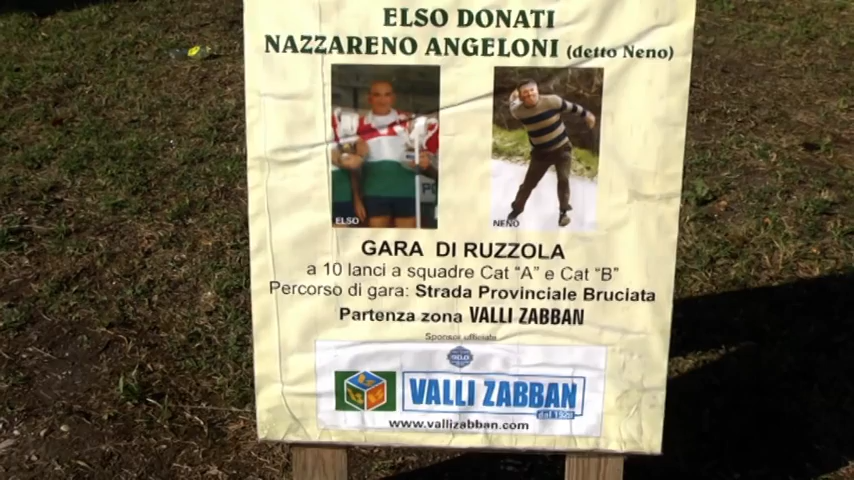 ELSO DONATI
NAZZARENO ANGELONI (detto Neno)
ELSO
NENO
GARA DI RUZZOLA
a 10 lanci a squadre Cat "A" e Cat "B"
Percorso di gara: Strada Provinciale Bruciata
Partenza zona VALLI ZABBAN
Sponsor ufficiale
VALLI ZABBAN
dal 1928
www.vallizabban.com